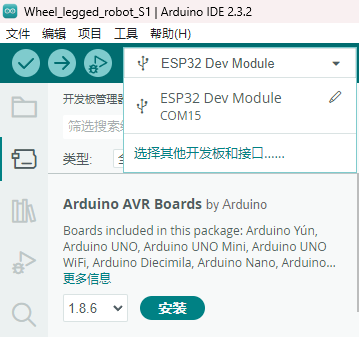 Wheel_legged_robot_S1 | Arduino IDE 2.3.2
文件 编辑 项目 工具 帮助(H)
ESP32 Dev Module
开发板管理器
ESP32 Dev Module
COM15
筛选搜索
类型:
选择其他开发板和接口......
Arduino AVR Boards by Arduino
Boards included in this package: Arduino Yún,
Arduino UNO, Arduino UNO Mini, Arduino UNO
WiFi, Arduino Diecimila, Arduino Nano, Arduino...
更多信息
1.8.6
安装